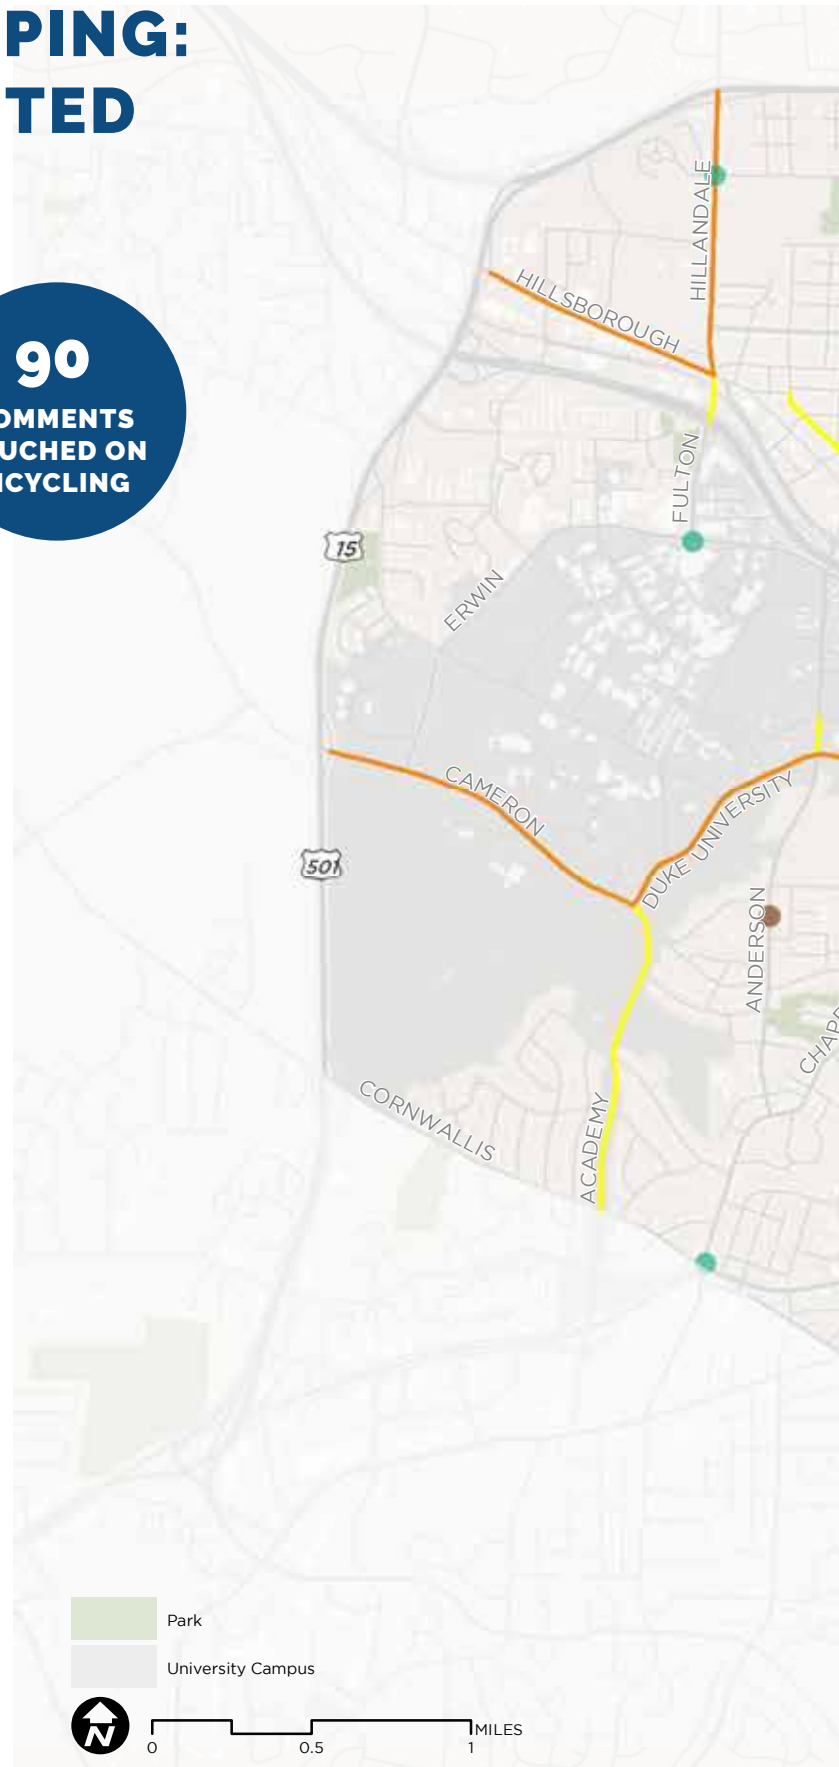 PING:
TED
90
OMMENTS
UCHED ON
ICYCLING
HILLANDALE
HILLSBOROUGH
FULTON
15
ERWIN
CAMERON
DUKE UNIVERSITY
501
ANDERSON
CHAP
CORNWALLIS
ACADEMY
Park
University Campus
N
MILES
0 0.5 1